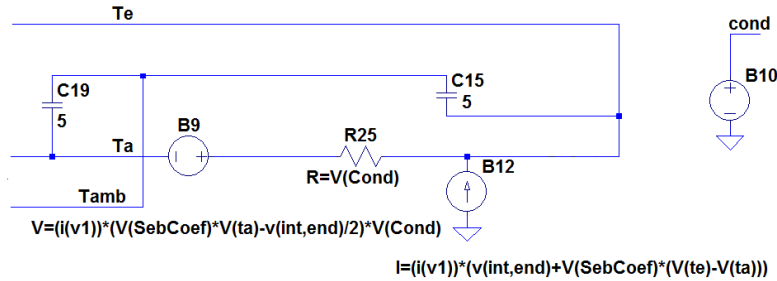 Te
cond
C19
5
C15
5
B10
Ta
B9
R25
R=V(Cond)
B12
Tamb
V=(i(v1))*(V(SebCoef)*V(ta)-v(int,end)/2)*V(Cond)
I=(i(v1))*(v(int,end)+V(SebCoef)*(V(te)-V(ta)))